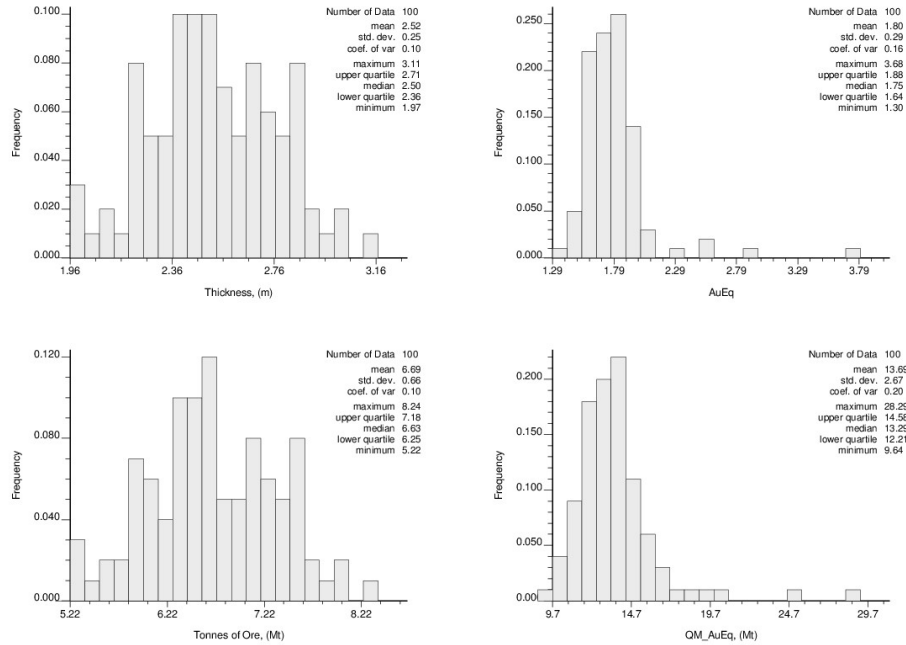 Number of Data 100
mean 2.52
std. dev. 0.25
coef. of var 0.10
maximum 3.11
upper quartile 2.71
median 2.50
lower quartile 2.36
minimum 1.97
Frequency
0.100
0.080
0.060
0.040
0.020
0.000
1.96 2.36 2.76 3.16
Thickness, (m)
Number of Data 100
mean 1.80
std. dev. 0.29
coef. of var 0.16
maximum 3.68
upper quartile 1.88
median 1.75
lower quartile 1.64
minimum 1.30
Frequency
0.250
0.200
0.150
0.100
0.050
0.000
1.29 1.79 2.29 2.79 3.29 3.79
AuEq
Number of Data 100
mean 6.69
std. dev. 0.66
coef. of var 0.10
maximum 8.24
upper quartile 7.18
median 6.63
lower quartile 6.25
minimum 5.22
Frequency
0.120
0.080
0.040
0.000
5.22 6.22 7.22 8.22
Tonnes of Ore, (Mt)
Number of Data 100
mean 13.69
std. dev. 2.67
coef. of var 0.20
maximum 28.29
upper quartile 14.58
median 13.29
lower quartile 12.21
minimum 9.64
Frequency
0.200
0.150
0.100
0.050
0.000
9.7 14.7 19.7 24.7 29.7
QM_AuEq, (Mt)